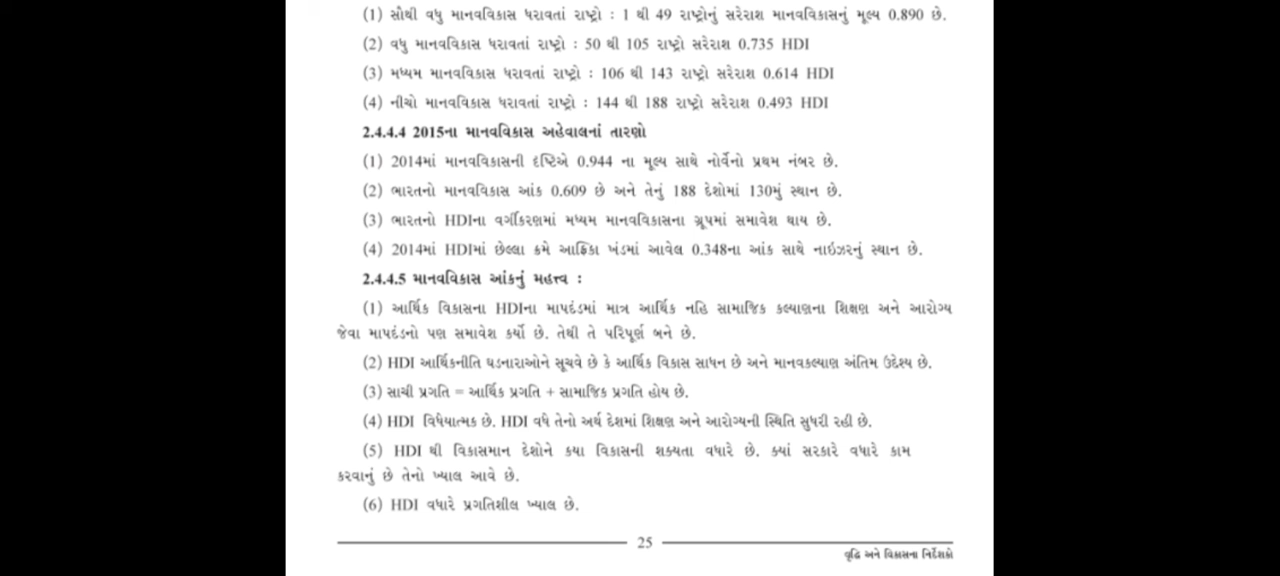 (1) સૌથી વધુ માનવવિકાસ ધરાવતાં રાષ્ટ્રો : 1 થી 49 રાષ્ટ્રોનું સરેરાશ માનવવિકાસનું મૂલ્ય 0.890 છે.
(2) વધુ માનવવિકાસ ધરાવતાં રાષ્ટ્રો : 50 થી 105 રાષ્ટ્રો સરેરાશ 0.735 HDI
(3) મધ્યમ માનવવિકાસ ધરાવતાં રાષ્ટ્રો : 106 થી 143 રાષ્ટ્રો સરેરાશ 0.614 HDI
(4) નીચો માનવવિકાસ ધરાવતાં રાષ્ટ્રો : 144 થી 188 રાષ્ટ્રો સરેરાશ 0.493 HDI
2.4.4.4 2015ના માનવવિકાસ અહેવાલનાં તારણો
(1) 2014માં માનવવિકાસની દૃષ્ટિએ 0.944 ના મૂલ્ય સાથે નોર્વેનો પ્રથમ નંબર છે.
(2) ભારતનો માનવવિકાસ આંક 0.609 છે અને તેનું 188 દેશોમાં 130મું સ્થાન છે.
(3) ભારતનો HDIના વર્ગીકરણમાં મધ્યમ માનવવિકાસના ગ્રૂપમાં સમાવેશ થાય છે.
(4) 2014માં HDIમાં છેલ્લા ક્રમે આફ્રિકા ખંડમાં આવેલ 0.348ના આંક સાથે નાઇઝરનું સ્થાન છે.
2.4.4.5 માનવવિકાસ આંકનું મહત્ત્વ :
(1) આર્થિક વિકાસના HDIના માપદંડમાં માત્ર આર્થિક નહિ સામાજિક કલ્યાણના શિક્ષણ અને આરોગ્ય
જેવા માપદંડનો પણ સમાવેશ કર્યો છે. તેથી તે પરિપૂર્ણ બને છે.
(2) HDI આર્થિકનીતિ ઘડનારાઓને સૂચવે છે કે આર્થિક વિકાસ સાધન છે અને માનવકલ્યાણ અંતિમ ઉદ્દેશ્ય છે.
(3) સાચી પ્રગતિ = આર્થિક પ્રગતિ + સામાજિક પ્રગતિ હોય છે.
(4) HDI વિધેયાત્મક છે. HDI વધે તેનો અર્થ દેશમાં શિક્ષણ અને આરોગ્યની સ્થિતિ સુધરી રહી છે.
(5) HDI થી વિકાસમાન દેશોને કયા વિકાસની શક્યતા વધારે છે. ક્યાં સરકારે વધારે કામ
કરવાનું છે તેનો ખ્યાલ આવે છે.
(6) HDI વધારે પ્રગતિશીલ ખ્યાલ છે.
25
વૃદ્ધિ અને વિકાસના નિર્દેશકો